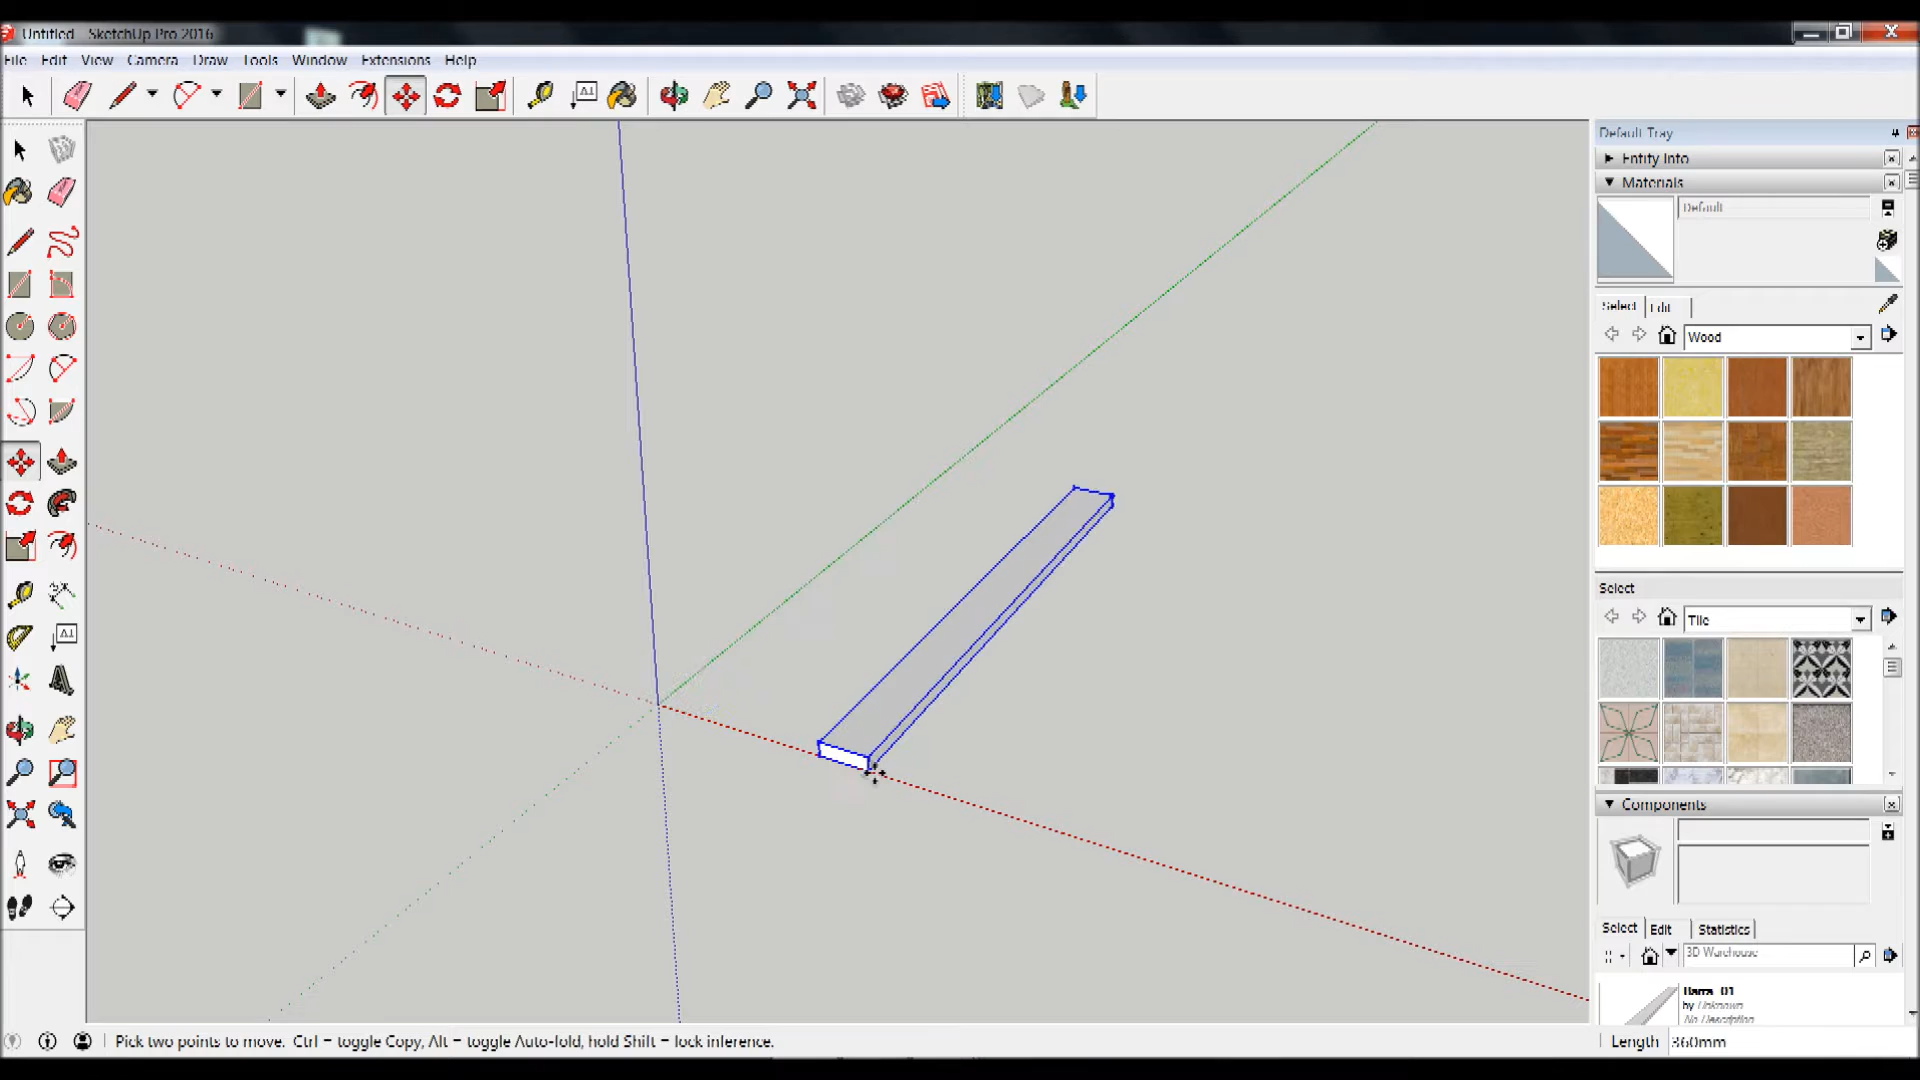 Untitled - SketchUp Pro 2016
File Edit View Camera Draw Tools Window Extensions Help
Default Tray
Entity Info
Materials
Default
Select Edit
Wood
Select
Tile
Components
Select Edit Statistics
3D Warehouse
Barra_01
by Unknown
No Description
Pick two points to move. Ctrl = toggle Copy, Alt = toggle Auto-fold, hold Shift = lock inference.
Length 360mm